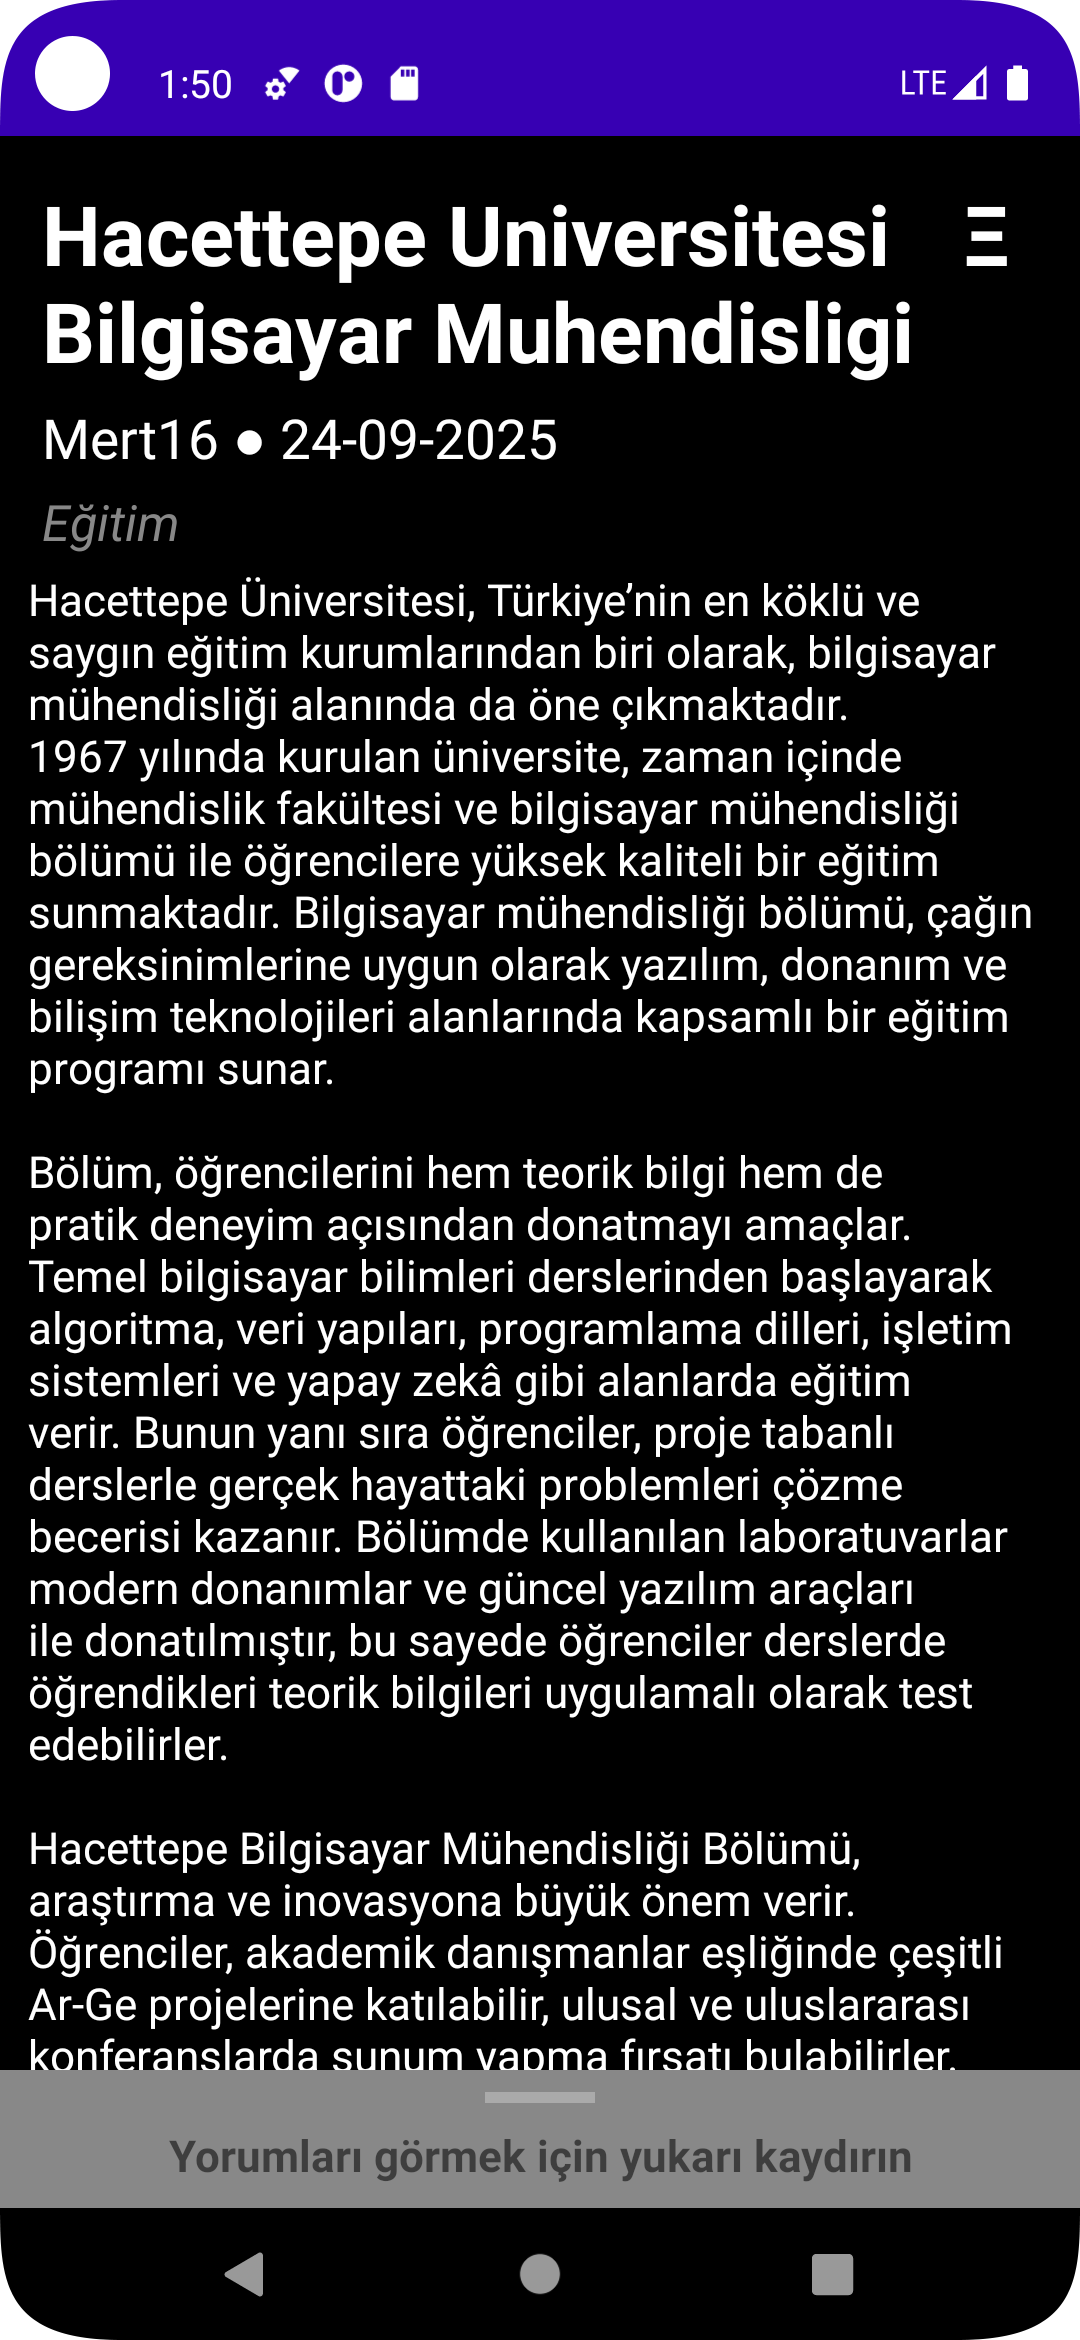 1:50
LTE
Hacettepe Universitesi
Bilgisayar Muhendisligi
Mert16 ● 24-09-2025
Eğitim
Hacettepe Üniversitesi, Türkiye’nin en köklü ve
saygın eğitim kurumlarından biri olarak, bilgisayar
mühendisliği alanında da öne çıkmaktadır.
1967 yılında kurulan üniversite, zaman içinde
mühendislik fakültesi ve bilgisayar mühendisliği
bölümü ile öğrencilere yüksek kaliteli bir eğitim
sunmaktadır. Bilgisayar mühendisliği bölümü, çağın
gereksinimlerine uygun olarak yazılım, donanım ve
bilişim teknolojileri alanlarında kapsamlı bir eğitim
programı sunar.
Bölüm, öğrencilerini hem teorik bilgi hem de
pratik deneyim açısından donatmayı amaçlar.
Temel bilgisayar bilimleri derslerinden başlayarak
algoritma, veri yapıları, programlama dilleri, işletim
sistemleri ve yapay zekâ gibi alanlarda eğitim
verir. Bunun yanı sıra öğrenciler, proje tabanlı
derslerle gerçek hayattaki problemleri çözme
becerisi kazanır. Bölümde kullanılan laboratuvarlar
modern donanımlar ve güncel yazılım araçları
ile donatılmıştır, bu sayede öğrenciler derslerde
öğrendikleri teorik bilgileri uygulamalı olarak test
edebilirler.
Hacettepe Bilgisayar Mühendisliği Bölümü,
araştırma ve inovasyona büyük önem verir.
Öğrenciler, akademik danışmanlar eşliğinde çeşitli
Ar-Ge projelerine katılabilir, ulusal ve uluslararası
konferanslarda sunum yapma fırsatı bulabilirler.
Yorumları görmek için yukarı kaydırın